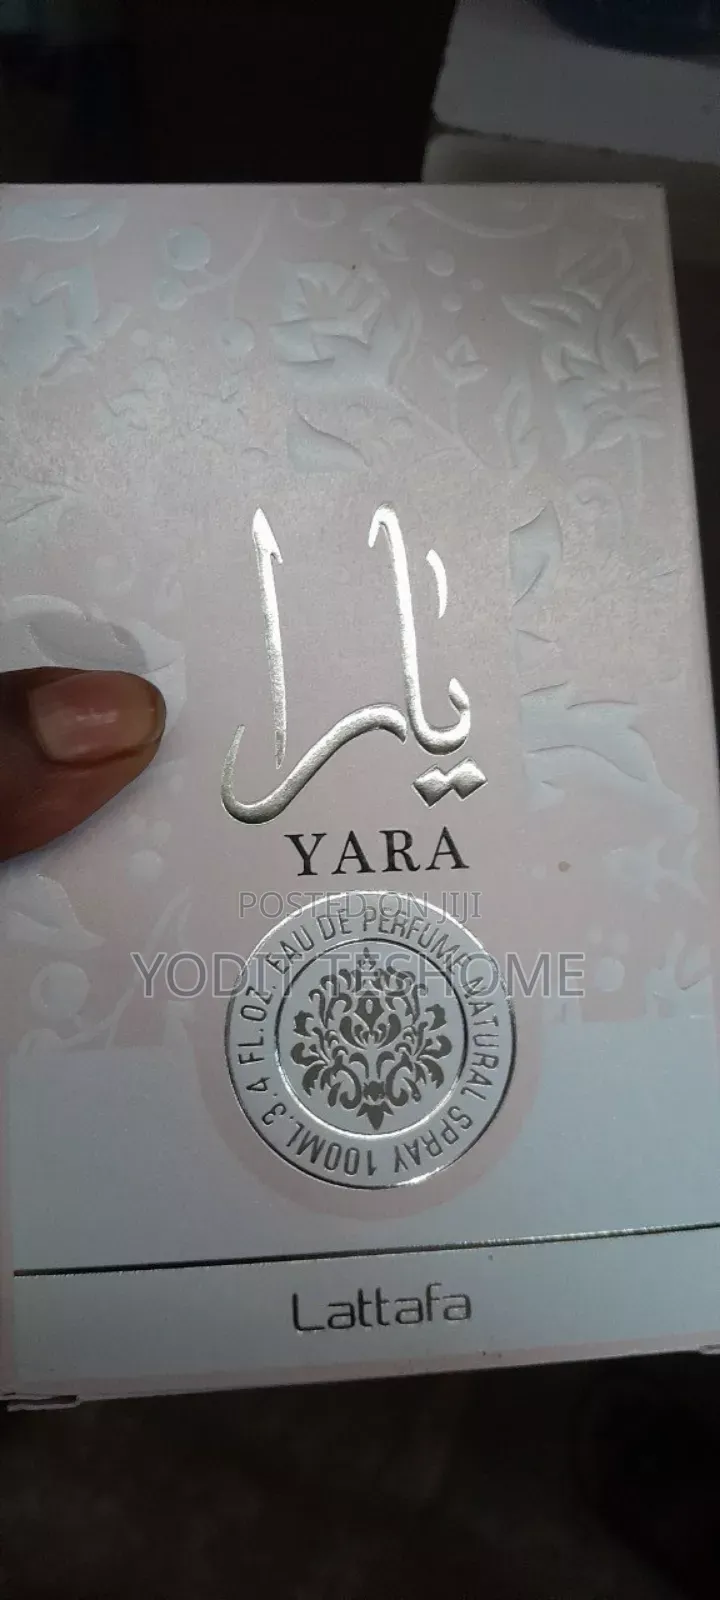 يارا
YARA
POSTED ON JIJI
YODIT TESHOME
EAU DE PERFUME NATURAL SPRAY 100ML.3.4 FL.OZ.
Lattafa